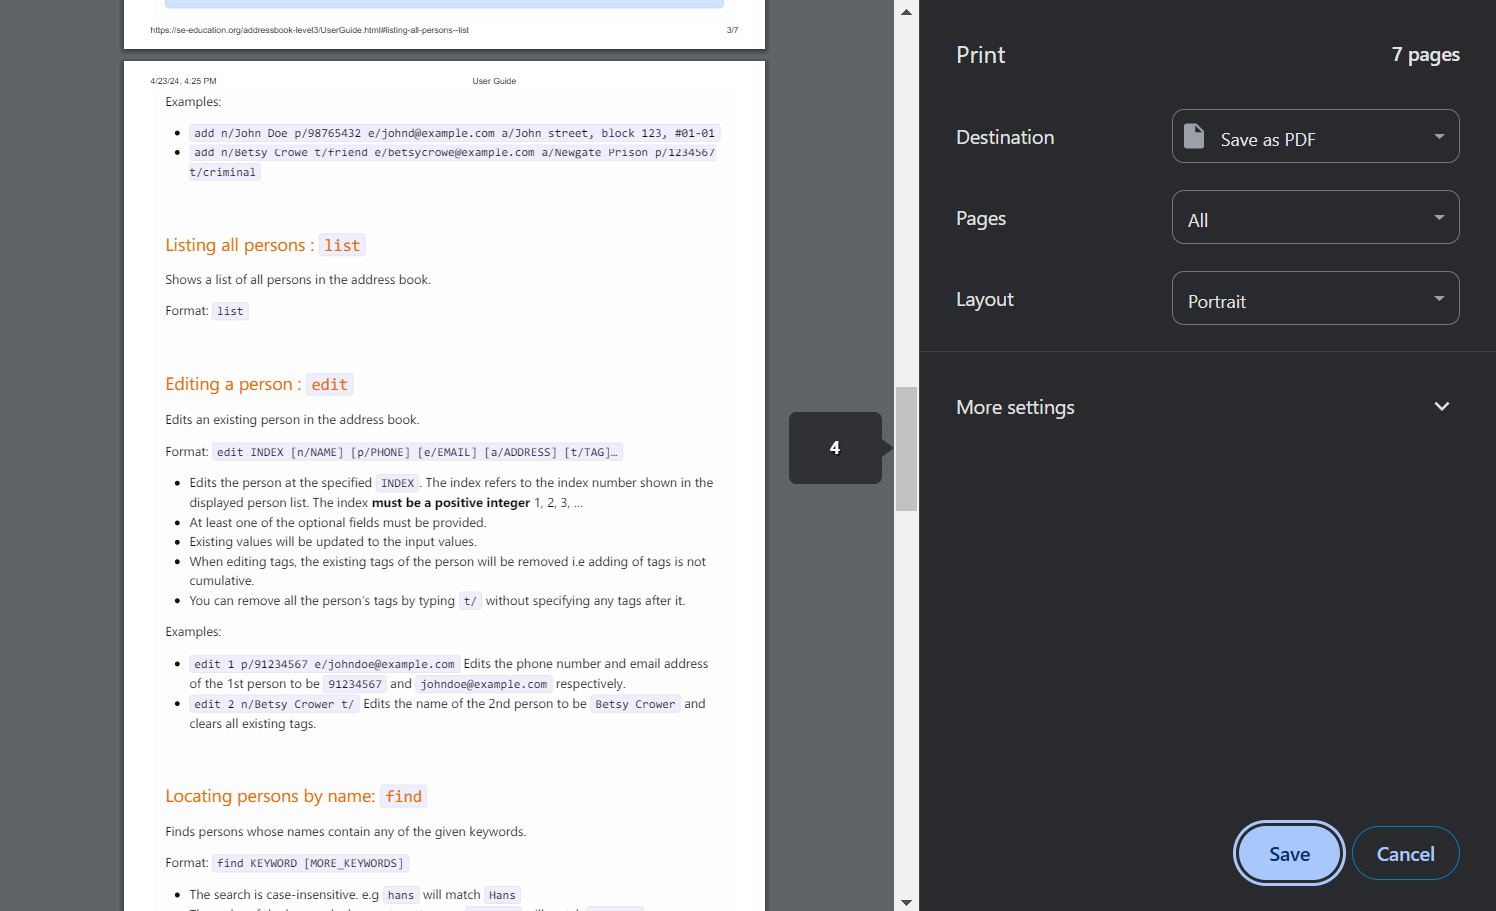 https://se-education.org/addressbook-level3/UserGuide.html#listing-all-persons--list 3/7
4/23/24, 4:25 PM User Guide
Examples:
add n/John Doe p/98765432 e/johnd@example.com a/John street, block 123, #01-01
add n/Betsy Crowe t/friend e/betsycrowe@example.com a/Newgate Prison p/1234567
t/criminal
Listing all persons : list
Shows a list of all persons in the address book.
Format: list
Editing a person : edit
Edits an existing person in the address book.
Format: edit INDEX [n/NAME] [p/PHONE] [e/EMAIL] [a/ADDRESS] [t/TAG]…
Edits the person at the specified INDEX. The index refers to the index number shown in the
displayed person list. The index must be a positive integer 1, 2, 3, …
At least one of the optional fields must be provided.
Existing values will be updated to the input values.
When editing tags, the existing tags of the person will be removed i.e adding of tags is not
cumulative.
You can remove all the person’s tags by typing t/ without specifying any tags after it.
Examples:
edit 1 p/91234567 e/johndoe@example.com Edits the phone number and email address
of the 1st person to be 91234567 and johndoe@example.com respectively.
edit 2 n/Betsy Crower t/ Edits the name of the 2nd person to be Betsy Crower and
clears all existing tags.
Locating persons by name: find
Finds persons whose names contain any of the given keywords.
Format: find KEYWORD [MORE_KEYWORDS]
The search is case-insensitive. e.g hans will match Hans
4
Print 7 pages
Destination Save as PDF
Pages All
Layout Portrait
More settings
Save Cancel